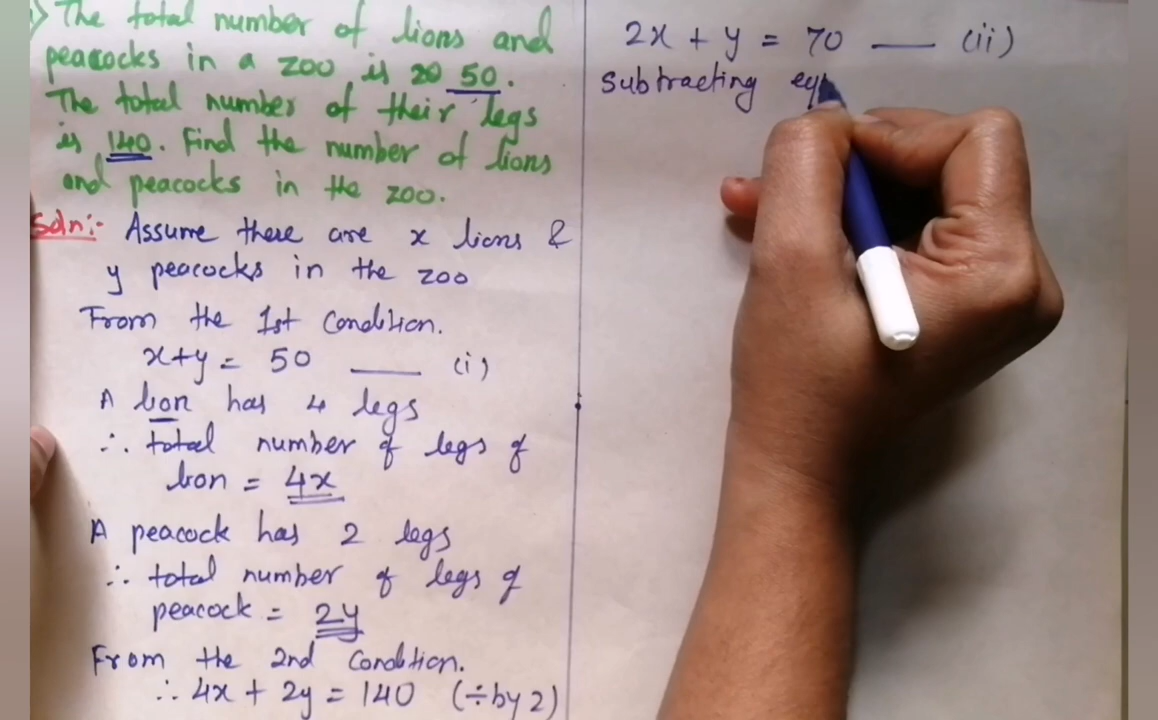 The total number of lions and
peacocks in a zoo is 20 50.
The total number of their legs
is 140. Find the number of lions
and peacocks in the zoo.
Soln:- Assume there are x lions &
y peacocks in the zoo
From the 1st Condition.
x+y = 50 —— (i)
A lion has 4 legs
∴ total number of legs of
lion = 4x
A peacock has 2 legs
∴ total number of legs of
peacock = 2y
From the 2nd Condition.
∴ 4x + 2y = 140 (÷by 2)
2x + y = 70 —— (ii)
Subtracting eq